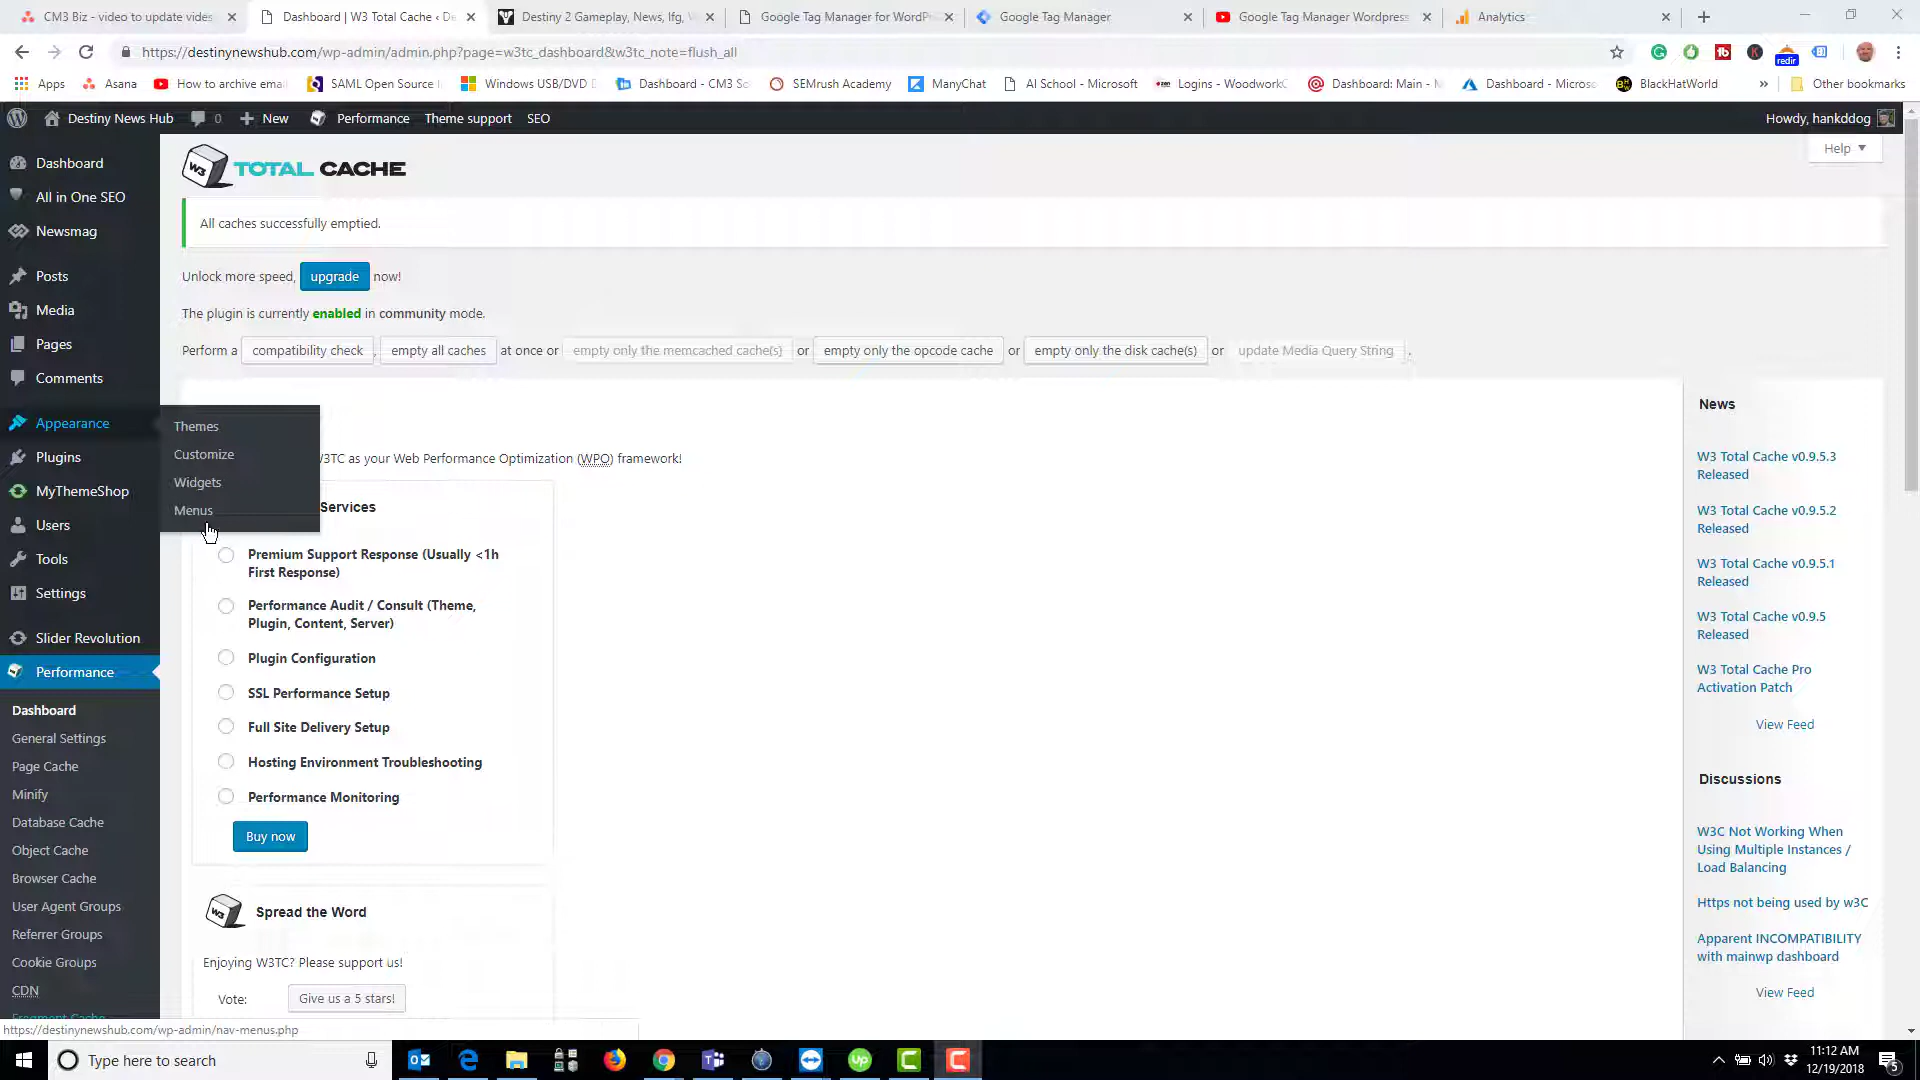 CM3 Biz - video to update video
Dashboard | W3 Total Cache ‹ De
Destiny 2 Gameplay, News, lfg, W
Google Tag Manager for WordPr
Google Tag Manager
Google Tag Manager Wordpress
Analytics
https://destinynewshub.com/wp-admin/admin.php?page=w3tc_dashboard&w3tc_note=flush_all
redir
Apps
Asana
How to archive emai
SAML Open Source I
Windows USB/DVD D
Dashboard - CM3 So
SEMrush Academy
ManyChat
AI School - Microsoft
Logins - WoodworkC
Dashboard: Main - M
Dashboard - Microso
BlackHatWorld
»
Other bookmarks
Destiny News Hub
0
New
Performance
Theme support
SEO
Howdy, hankddog
Dashboard
All in One SEO
Newsmag
Posts
Media
Pages
Comments
Appearance
Plugins
MyThemeShop
Users
Tools
Settings
Slider Revolution
Performance
Dashboard
General Settings
Page Cache
Minify
Database Cache
Object Cache
Browser Cache
User Agent Groups
Referrer Groups
Cookie Groups
CDN
Fragment Cache
Themes
Customize
Widgets
Menus
W3 TOTAL CACHE
Help
All caches successfully emptied.
Unlock more speed, upgrade now!
The plugin is currently enabled in community mode.
Perform a compatibility check , empty all caches at once or empty only the memcached cache(s) or empty only the opcode cache or empty only the disk cache(s) or update Media Query String .
W3TC as your Web Performance Optimization (WPO) framework!
Services
Premium Support Response (Usually <1h
First Response)
Performance Audit / Consult (Theme,
Plugin, Content, Server)
Plugin Configuration
SSL Performance Setup
Full Site Delivery Setup
Hosting Environment Troubleshooting
Performance Monitoring
Buy now
W3
Spread the Word
Enjoying W3TC? Please support us!
Vote: Give us a 5 stars!
News
W3 Total Cache v0.9.5.3
Released
W3 Total Cache v0.9.5.2
Released
W3 Total Cache v0.9.5.1
Released
W3 Total Cache v0.9.5
Released
W3 Total Cache Pro
Activation Patch
View Feed
Discussions
W3C Not Working When
Using Multiple Instances /
Load Balancing
Https not being used by w3C
Apparent INCOMPATIBILITY
with mainwp dashboard
View Feed
https://destinynewshub.com/wp-admin/nav-menus.php
Type here to search
11:12 AM
12/19/2018
5